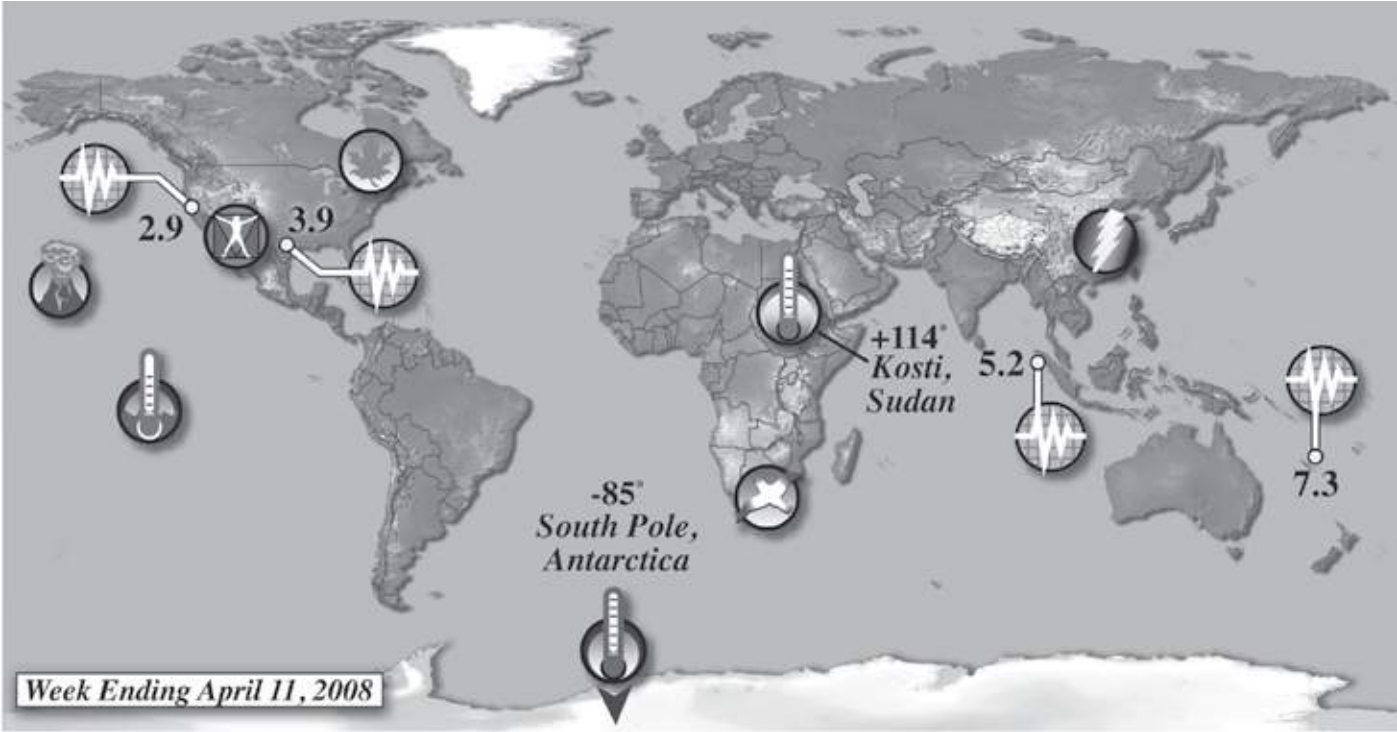 2.9
3.9
+114°
Kosti,
Sudan
5.2
7.3
-85°
South Pole,
Antarctica
Week Ending April 11, 2008